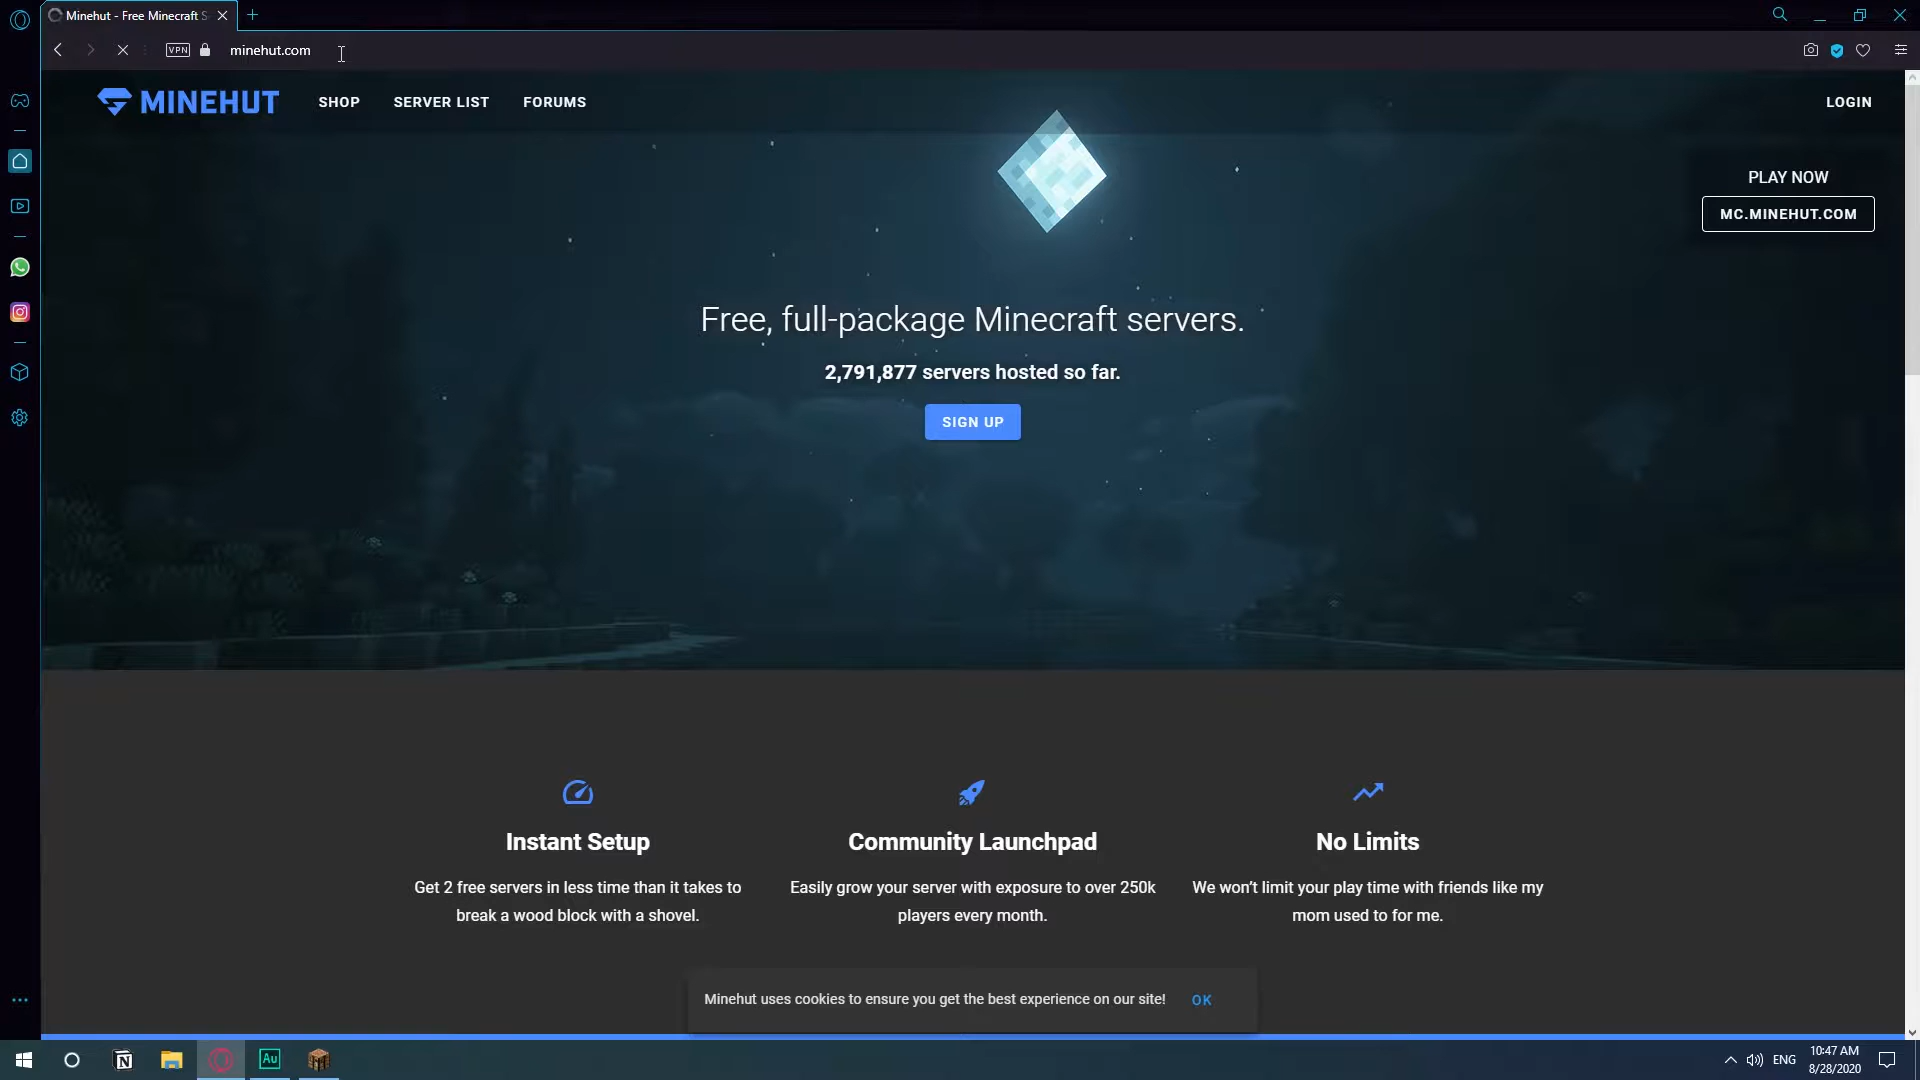 Minehut - Free Minecraft S
VPN
minehut.com
MINEHUT
SHOP
SERVER LIST
FORUMS
LOGIN
PLAY NOW
MC.MINEHUT.COM
Free, full-package Minecraft servers.
2,791,877 servers hosted so far.
SIGN UP
Instant Setup
Get 2 free servers in less time than it takes to
break a wood block with a shovel.
Community Launchpad
Easily grow your server with exposure to over 250k
players every month.
No Limits
We won’t limit your play time with friends like my
mom used to for me.
Minehut uses cookies to ensure you get the best experience on our site!
OK
N
Au
ENG
10:47 AM
8/28/2020